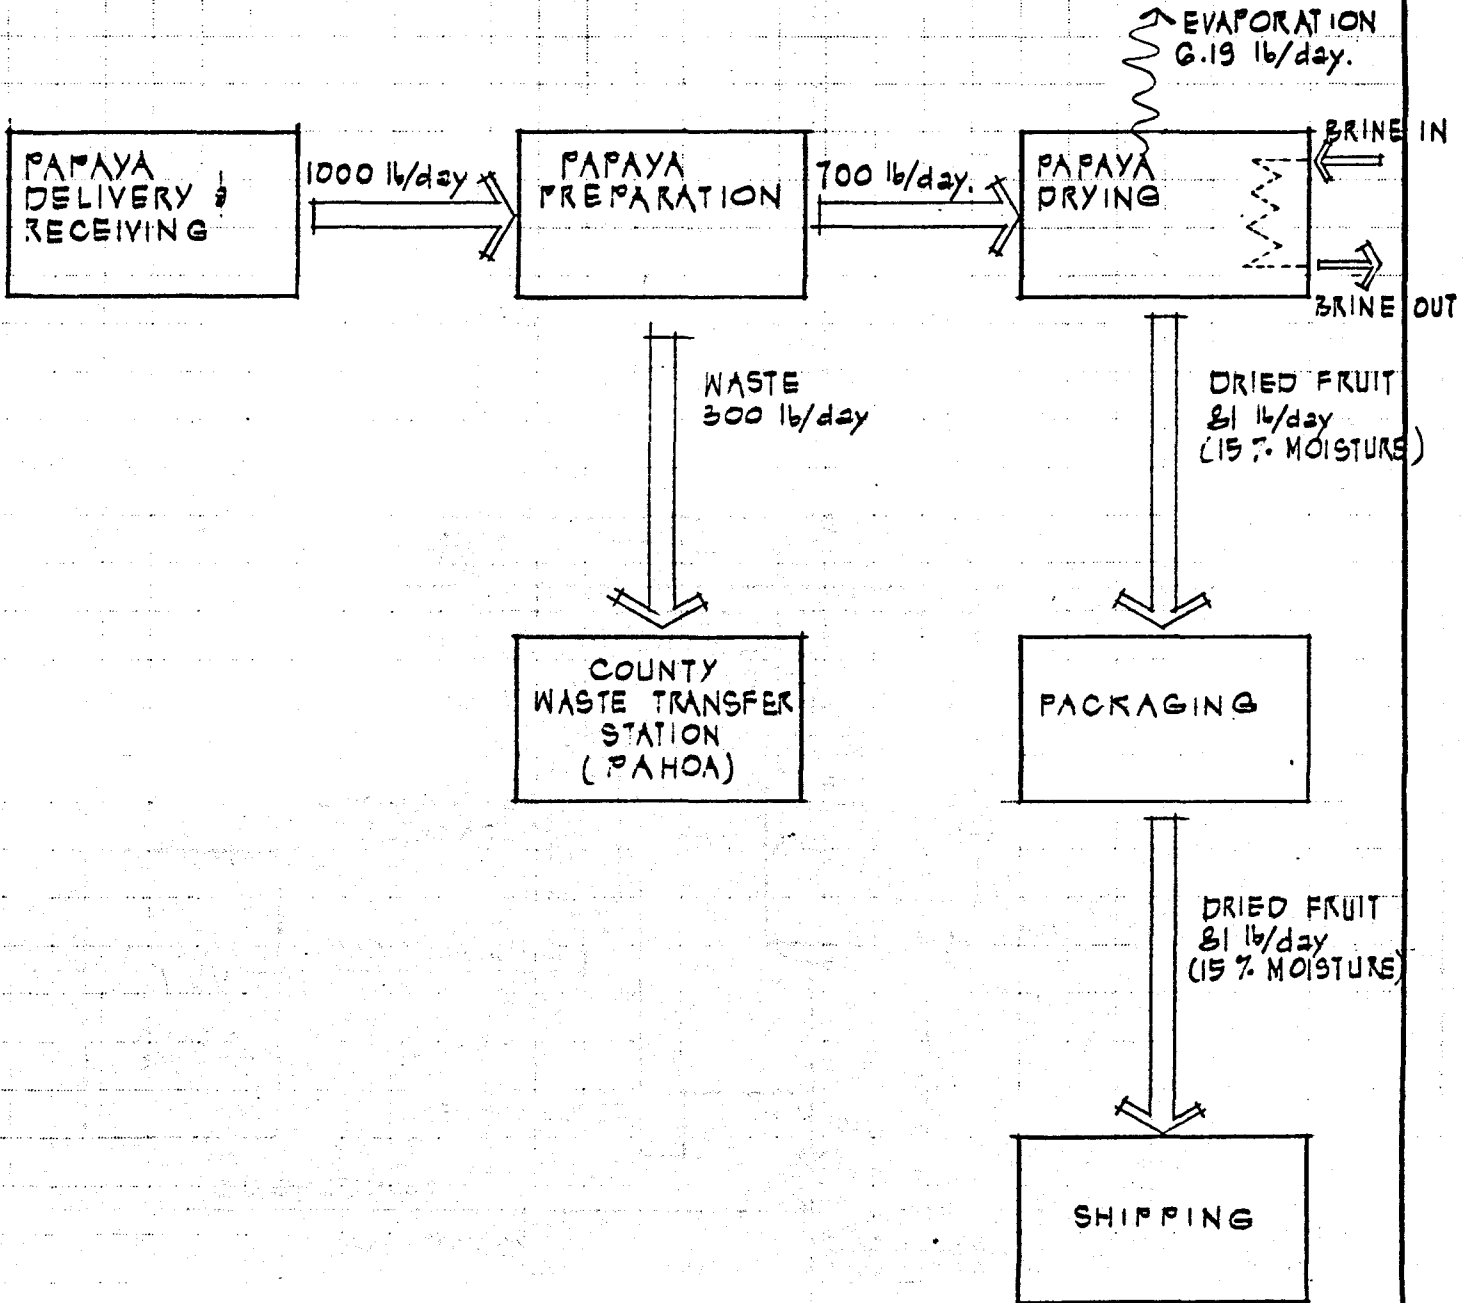 EVAPORATION
6.19 lb/day.
PAPAYA
DELIVERY &
RECEIVING
1000 lb/day
PAPAYA
PREPARATION
700 lb/day.
PAPAYA
DRYING
BRINE IN
BRINE OUT
WASTE
300 lb/day
DRIED FRUIT
81 lb/day
(15 % MOISTURE)
COUNTY
WASTE TRANSFER
STATION
(PAHOA)
PACKAGING
DRIED FRUIT
81 lb/day
(15 % MOISTURE)
SHIPPING